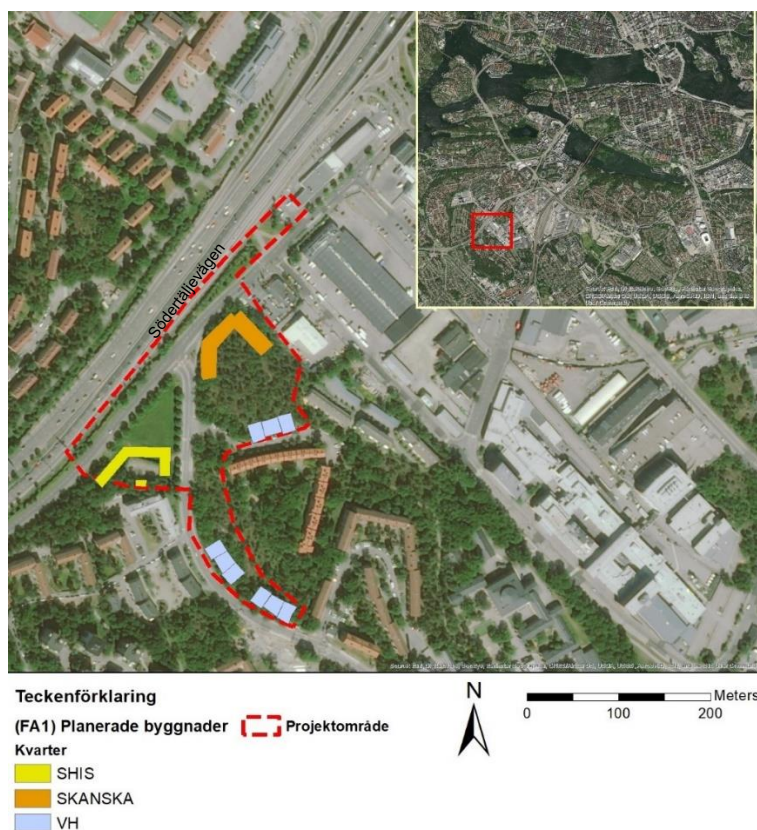 Södertäljevägen
Teckenförklaring
(FA1) Planerade byggnader
Projektområde
Kvarter
SHIS
SKANSKA
VH
N
Meters
0 100 200